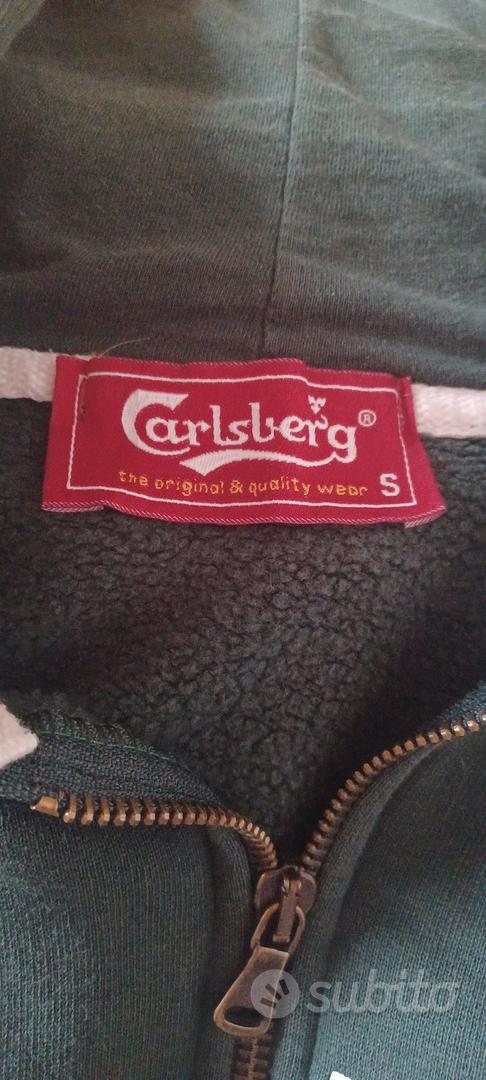 Carlsberg®
the original & quality wear S
subito